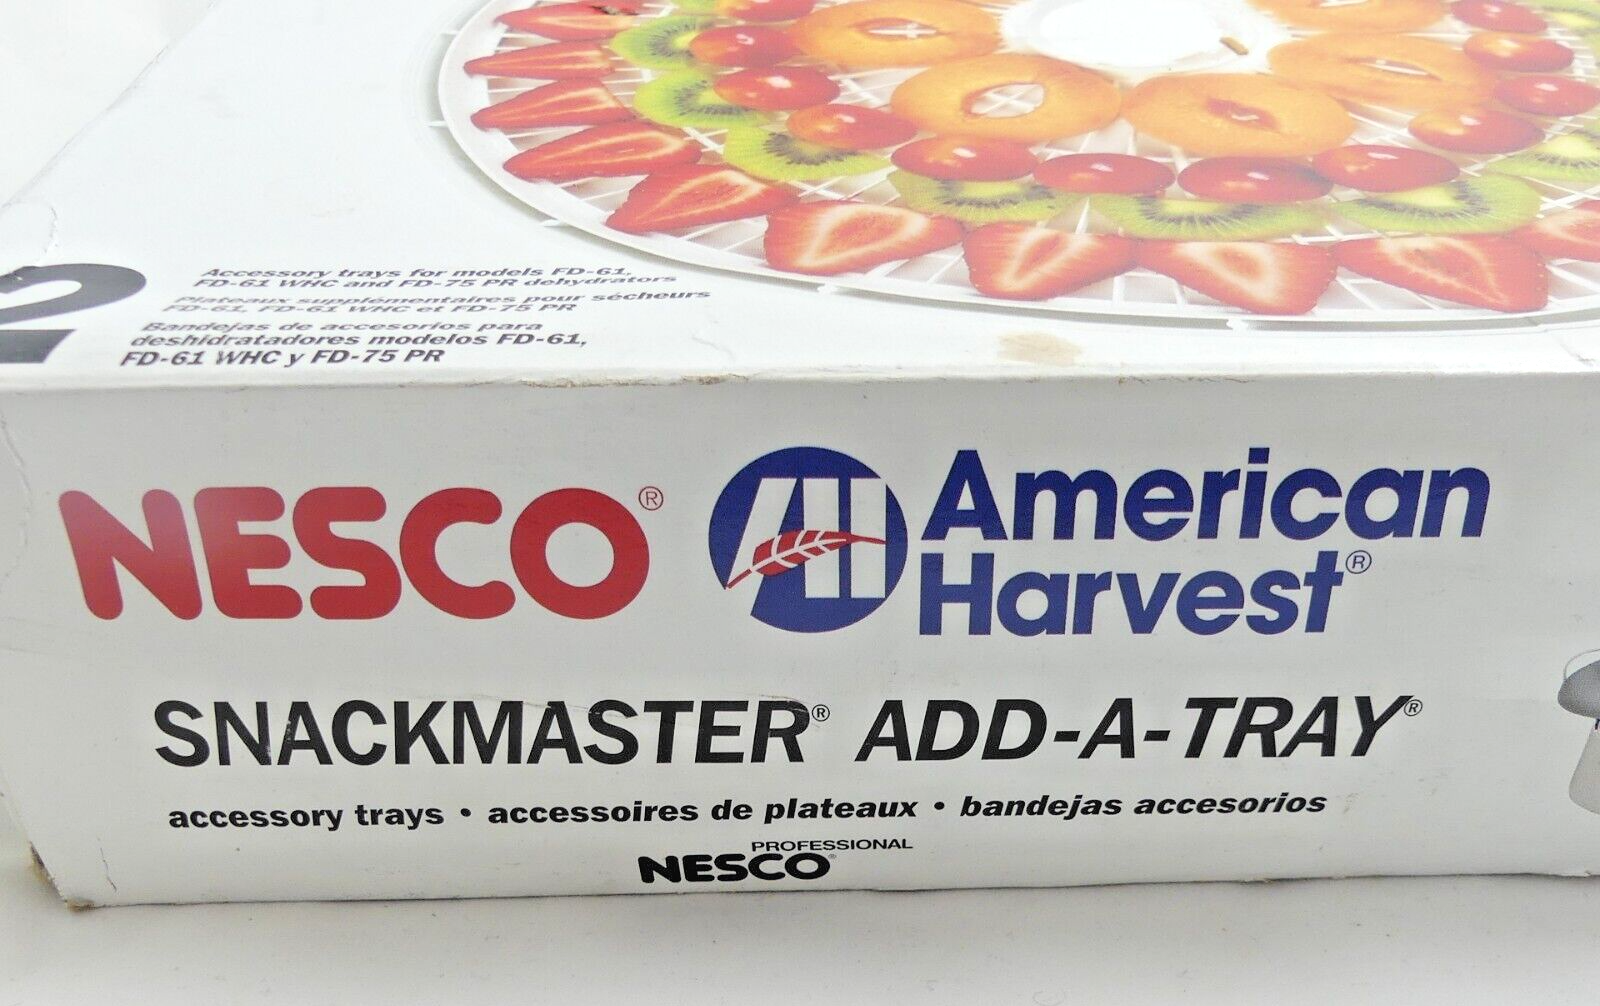 2
Accessory trays for models FD-61,
FD-61 WHC and FD-75 PR dehydrators
Plateaux supplémentaires pour sécheurs
FD-61, FD-61 WHC et FD-75 PR
Bandejas de accesorios para
deshidratadores modelos FD-61,
FD-61 WHC y FD-75 PR
NESCO® AH American
Harvest®
SNACKMASTER® ADD-A-TRAY®
accessory trays • accessoires de plateaux • bandejas accesorios
PROFESSIONAL
NESCO®